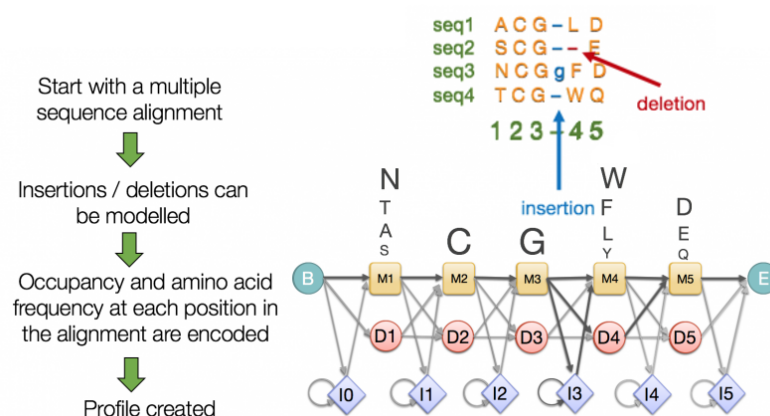 seq1 A C G – L D
seq2 S C G – – E
seq3 N C G g F D
seq4 T C G – W Q
deletion
1 2 3 – 4 5
insertion
Start with a multiple
sequence alignment
Insertions / deletions can
be modelled
Occupancy and amino acid
frequency at each position in
the alignment are encoded
Profile created
N
T
A
S
C
G
W
F
L
Y
D
E
Q
B M1 M2 M3 M4 M5 E
D1 D2 D3 D4 D5
I0 I1 I2 I3 I4 I5